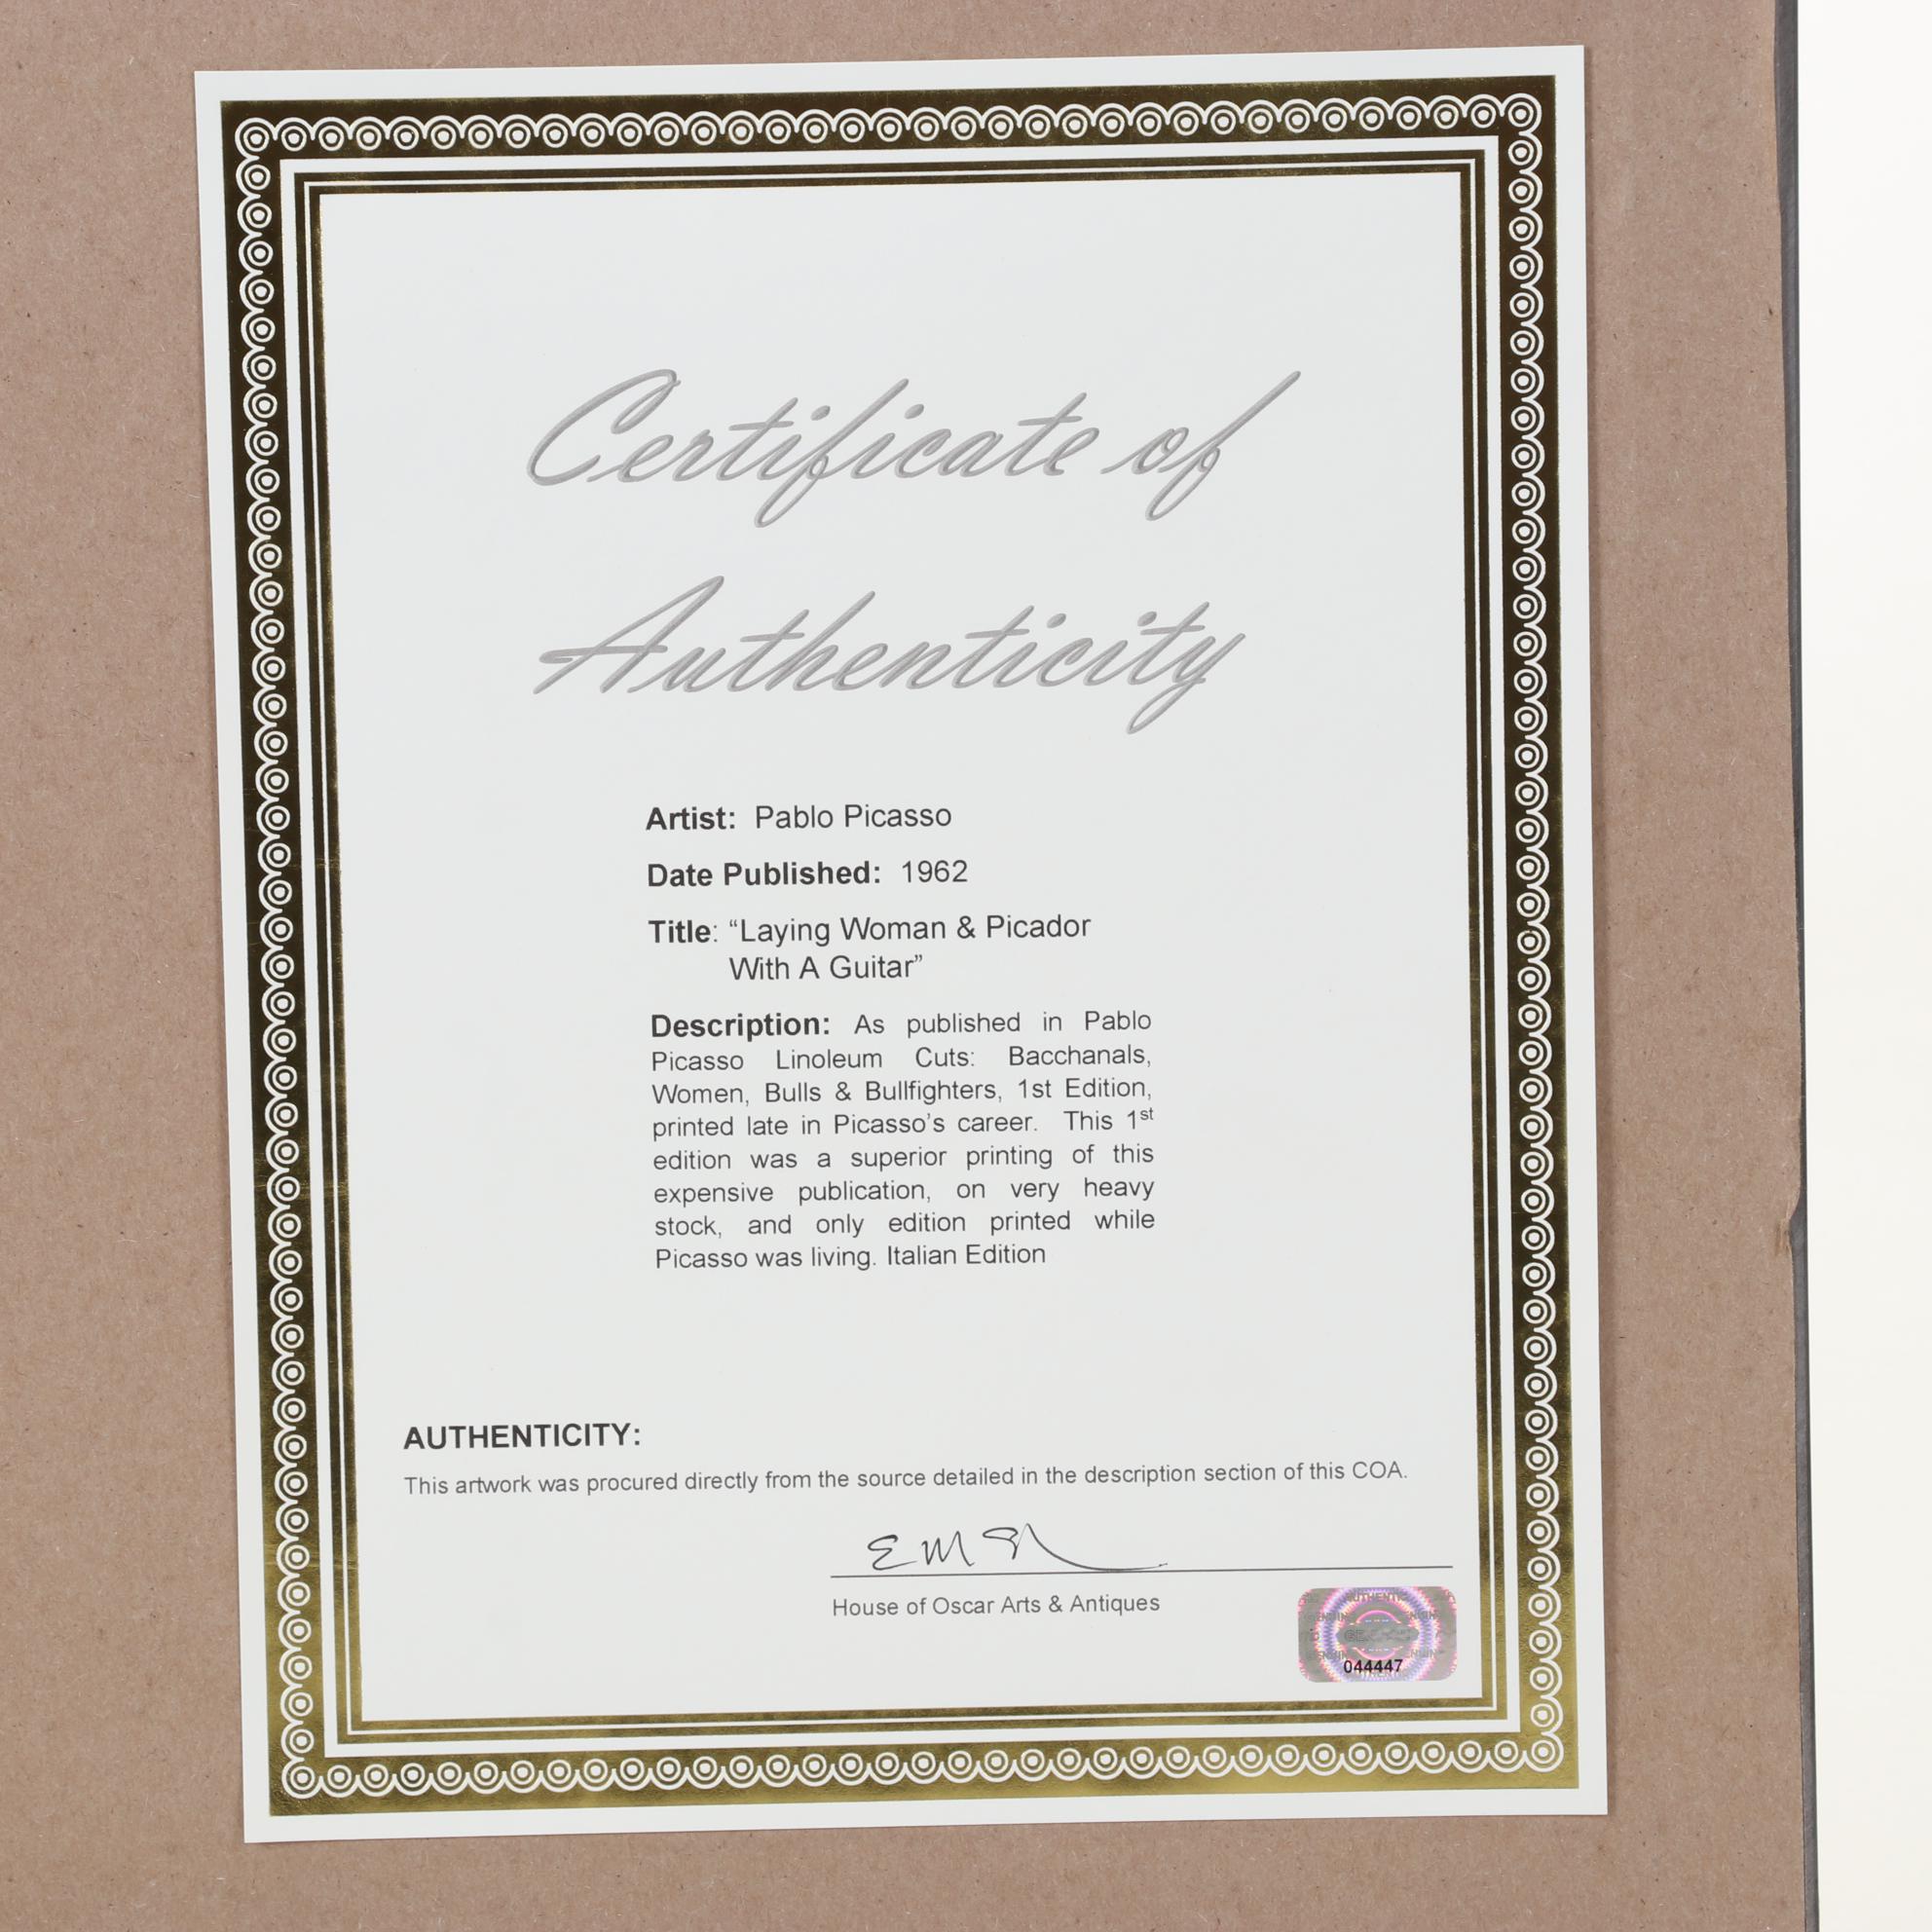 Certificate of
Authenticity
Artist: Pablo Picasso
Date Published: 1962
Title: “Laying Woman & Picador
With A Guitar”
Description: As published in Pablo
Picasso Linoleum Cuts: Bacchanals,
Women, Bulls & Bullfighters, 1st Edition,
printed late in Picasso’s career. This 1st
edition was a superior printing of this
expensive publication, on very heavy
stock, and only edition printed while
Picasso was living. Italian Edition
AUTHENTICITY:
This artwork was procured directly from the source detailed in the description section of this COA.
House of Oscar Arts & Antiques
044447